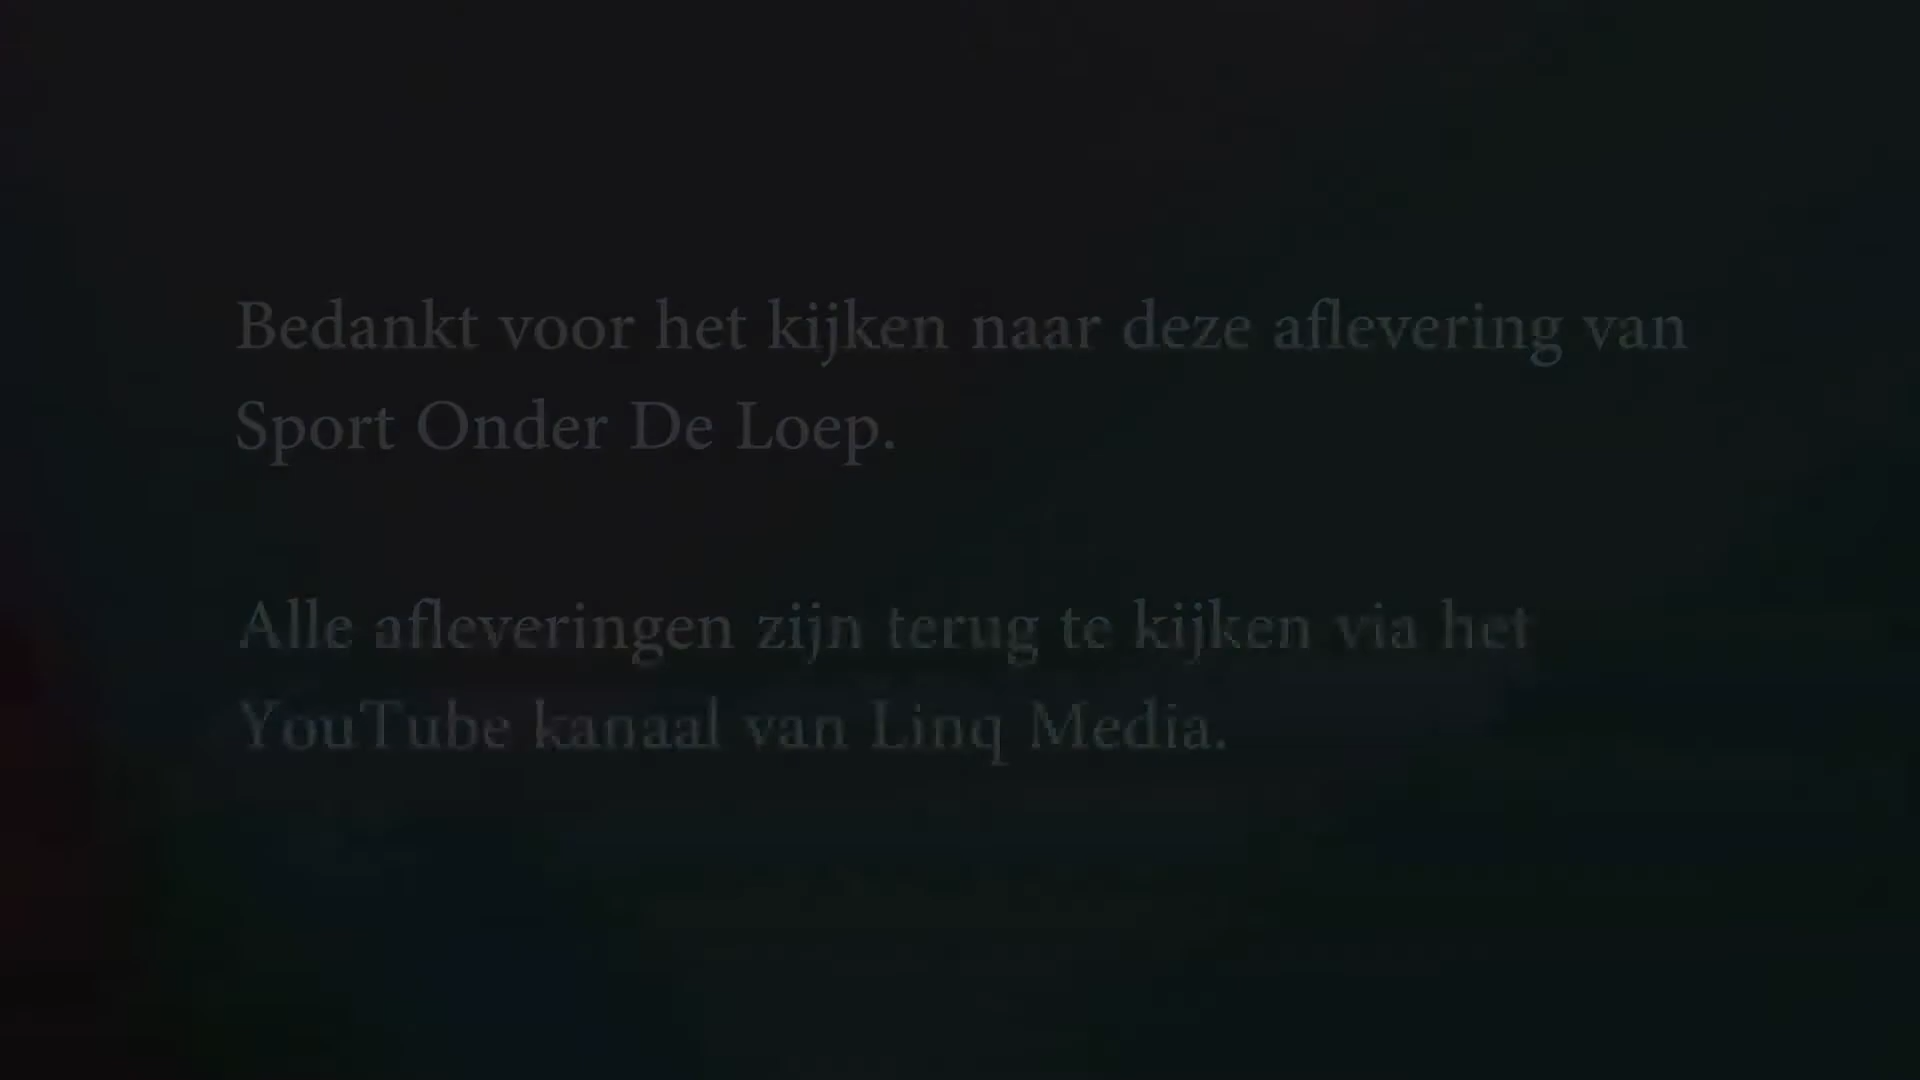 Bedankt voor het kijken naar deze aflevering van
Sport Onder De Loep.
Alle afleveringen zijn terug te kijken via het
YouTube kanaal van Linq Media.